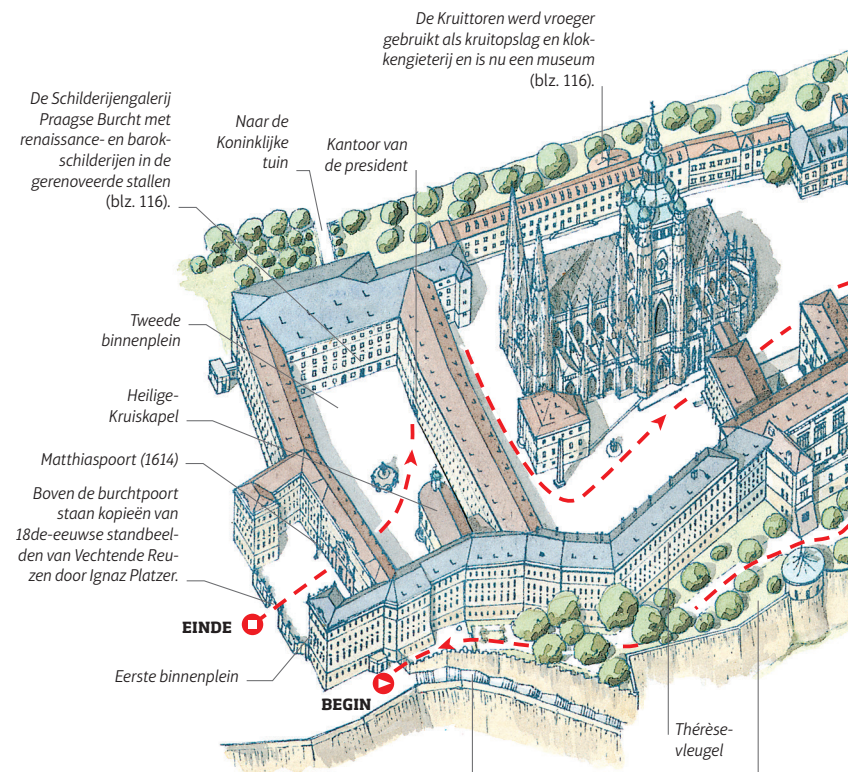 De Kruittoren werd vroeger
gebruikt als kruitopslag en klok-
kengieterij en is nu een museum
(blz. 116).
De Schilderijengalerij
Praagse Burcht met
renaissance- en barok-
schilderijen in de
gerenoveerde stallen
(blz. 116).
Naar de
Koninklijke
tuin
Kantoor van
de president
Tweede
binnenplein
Heilige-
Kruiskapel
Matthiaspoort (1614)
Boven de burchtpoort
staan kopieën van
18de-eeuwse standbeel-
den van Vechtende Reu-
zen door Ignaz Platzer.
EINDE
Eerste binnenplein
BEGIN
Thérèse-
vleugel